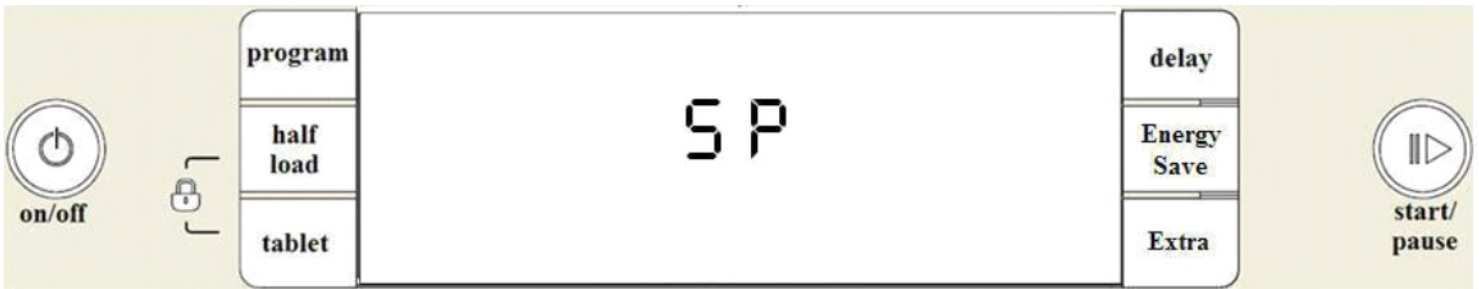 program
half
load
tablet
on/off
SP
delay
Energy
Save
Extra
start/
pause